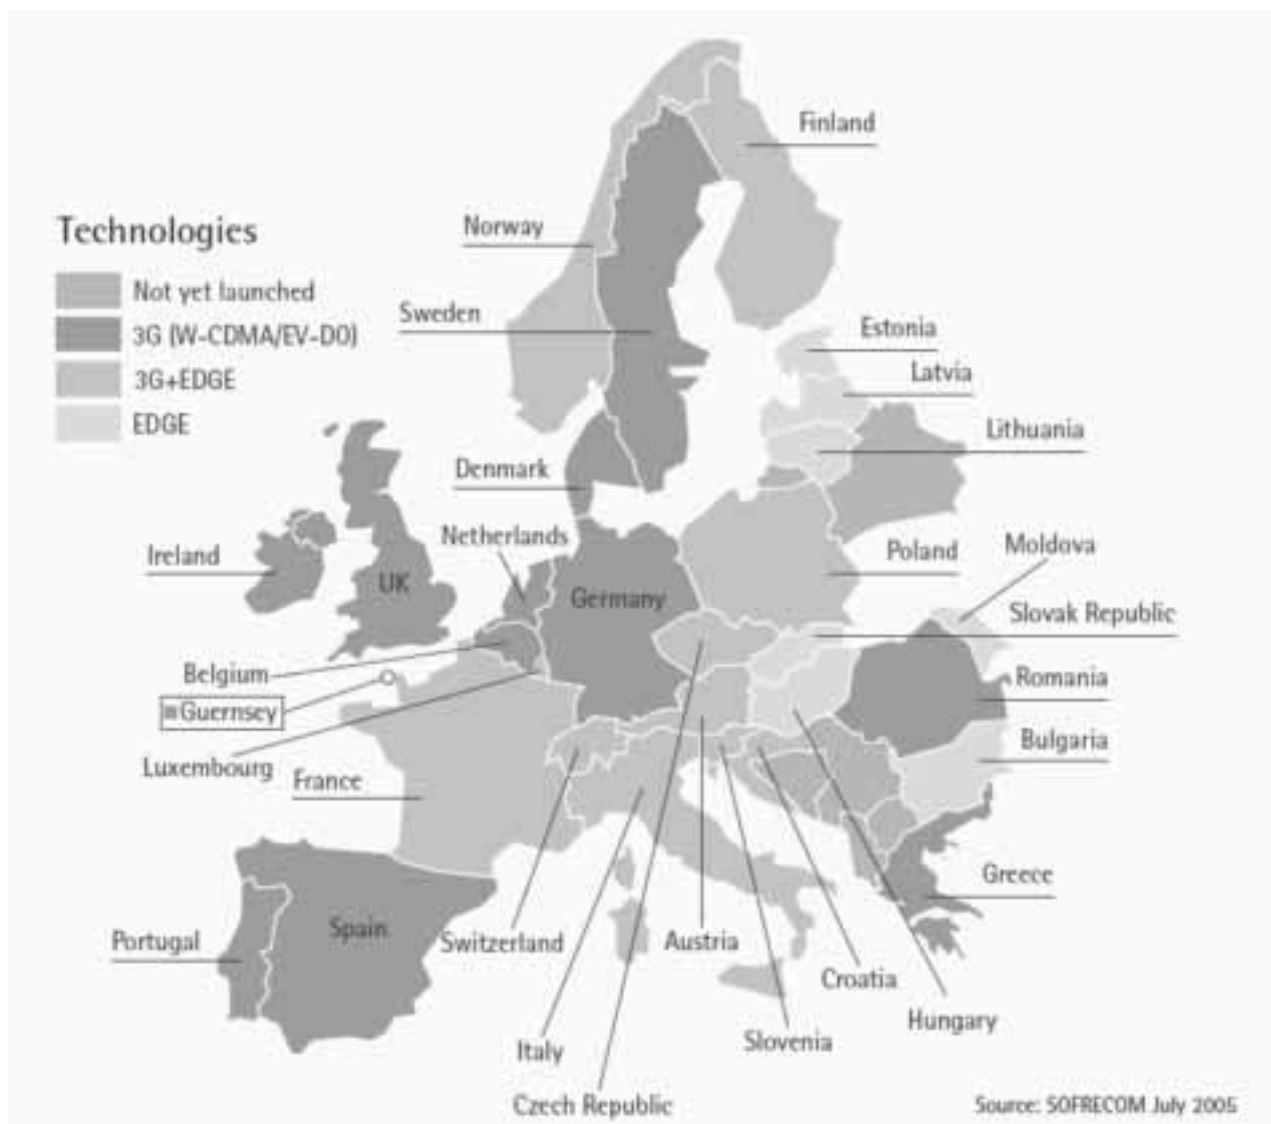 Finland
Technologies
Norway
Not yet launched
Sweden
3G (W-CDMA/EV-DO)
Estonia
3G+EDGE
Latvia
EDGE
Lithuania
Denmark
Netherlands
Moldova
Ireland
Poland
UK
Germany
Slovak Republic
Belgium
Romania
Guernsey
Bulgaria
Luxembourg
France
Greece
Spain
Portugal
Switzerland
Austria
Croatia
Hungary
Slovenia
Italy
Czech Republic
Source: SOFRECOM July 2005